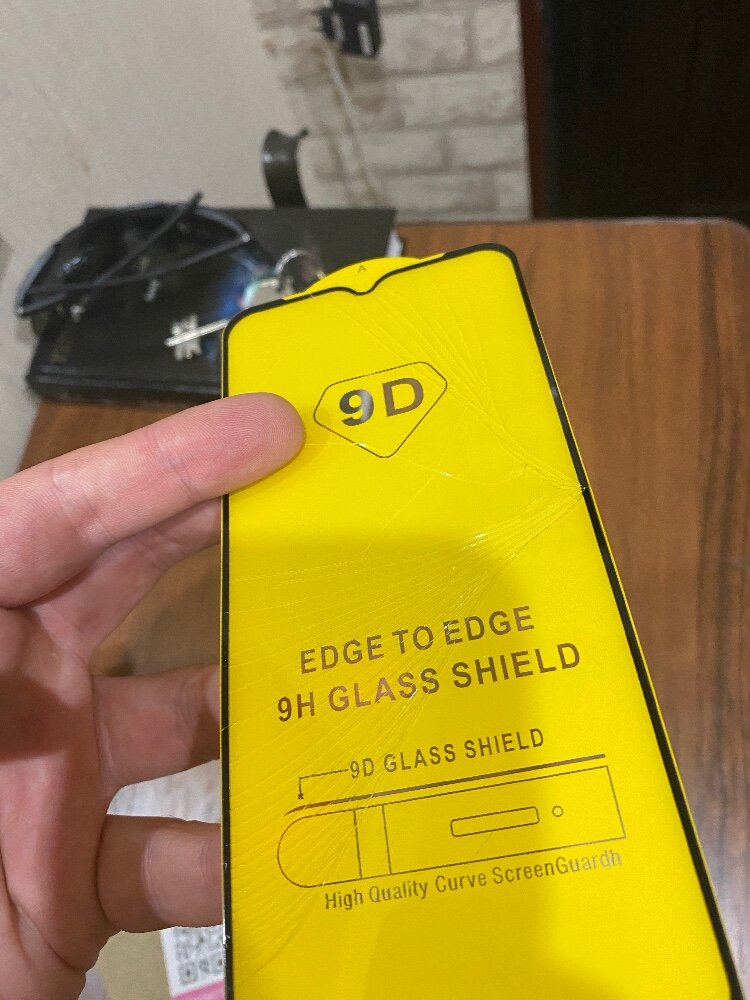 A
9D
EDGE TO EDGE
9H GLASS SHIELD
9D GLASS SHIELD
High Quality Curve ScreenGuardh